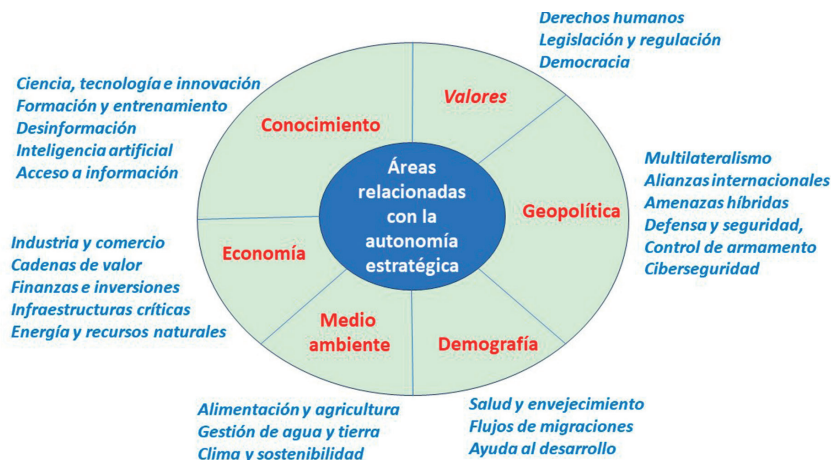 Derechos humanos
Legislación y regulación
Democracia
Valores
Ciencia, tecnología e innovación
Formación y entrenamiento
Desinformación
Inteligencia artificial
Acceso a información
Conocimiento
Áreas
relacionadas
con la
autonomía
estratégica
Geopolítica
Multilateralismo
Alianzas internacionales
Amenazas híbridas
Defensa y seguridad,
Control de armamento
Ciberseguridad
Industria y comercio
Cadenas de valor
Finanzas e inversiones
Infraestructuras críticas
Energía y recursos naturales
Economía
Medio
ambiente
Demografía
Alimentación y agricultura
Gestión de agua y tierra
Clima y sostenibilidad
Salud y envejecimiento
Flujos de migraciones
Ayuda al desarrollo